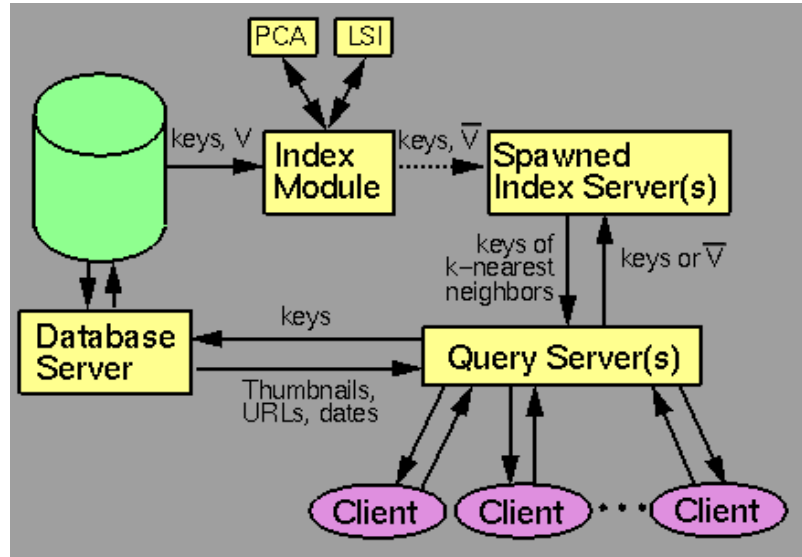 PCA
LSI
keys, V
Index
Module
keys, V̅
Spawned
Index Server(s)
keys of
k-nearest
neighbors
keys or V̅
Database
Server
keys
Thumbnails,
URLs, dates
Query Server(s)
Client
Client
Client